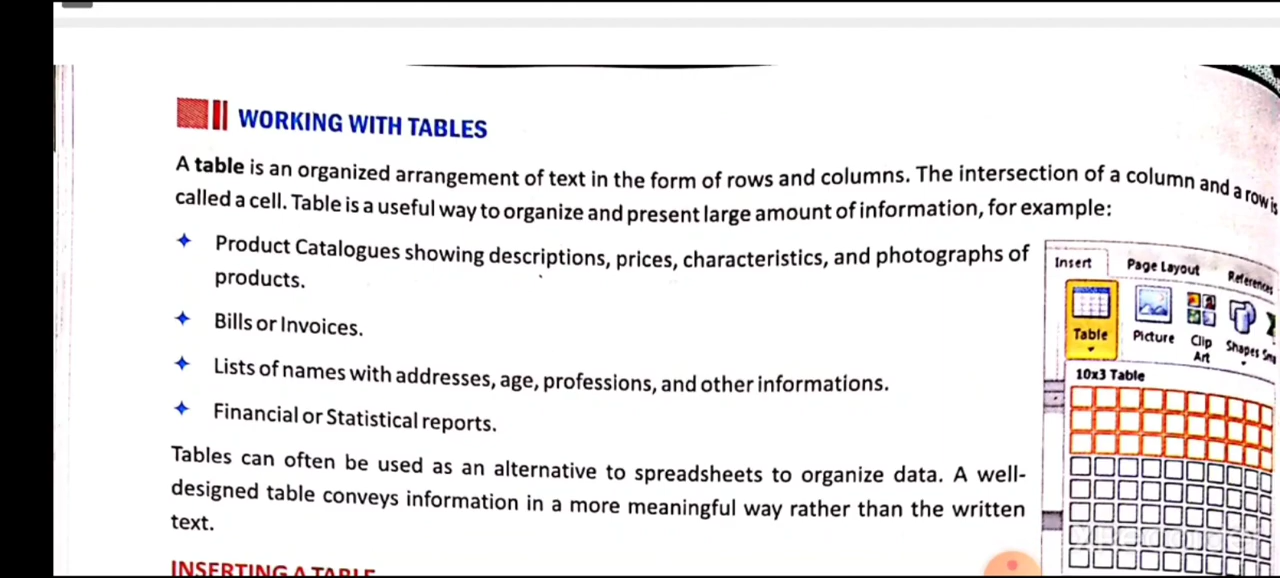 WORKING WITH TABLES
A table is an organized arrangement of text in the form of rows and columns. The intersection of a column and a row is
called a cell. Table is a useful way to organize and present large amount of information, for example:
Product Catalogues showing descriptions, prices, characteristics, and photographs of
products.
Bills or Invoices.
Lists of names with addresses, age, professions, and other informations.
Financial or Statistical reports.
Tables can often be used as an alternative to spreadsheets to organize data. A well-
designed table conveys information in a more meaningful way rather than the written
text.
INSERTING A TABLE
Insert Page Layout References
Table Picture Clip Art Shapes
10x3 Table